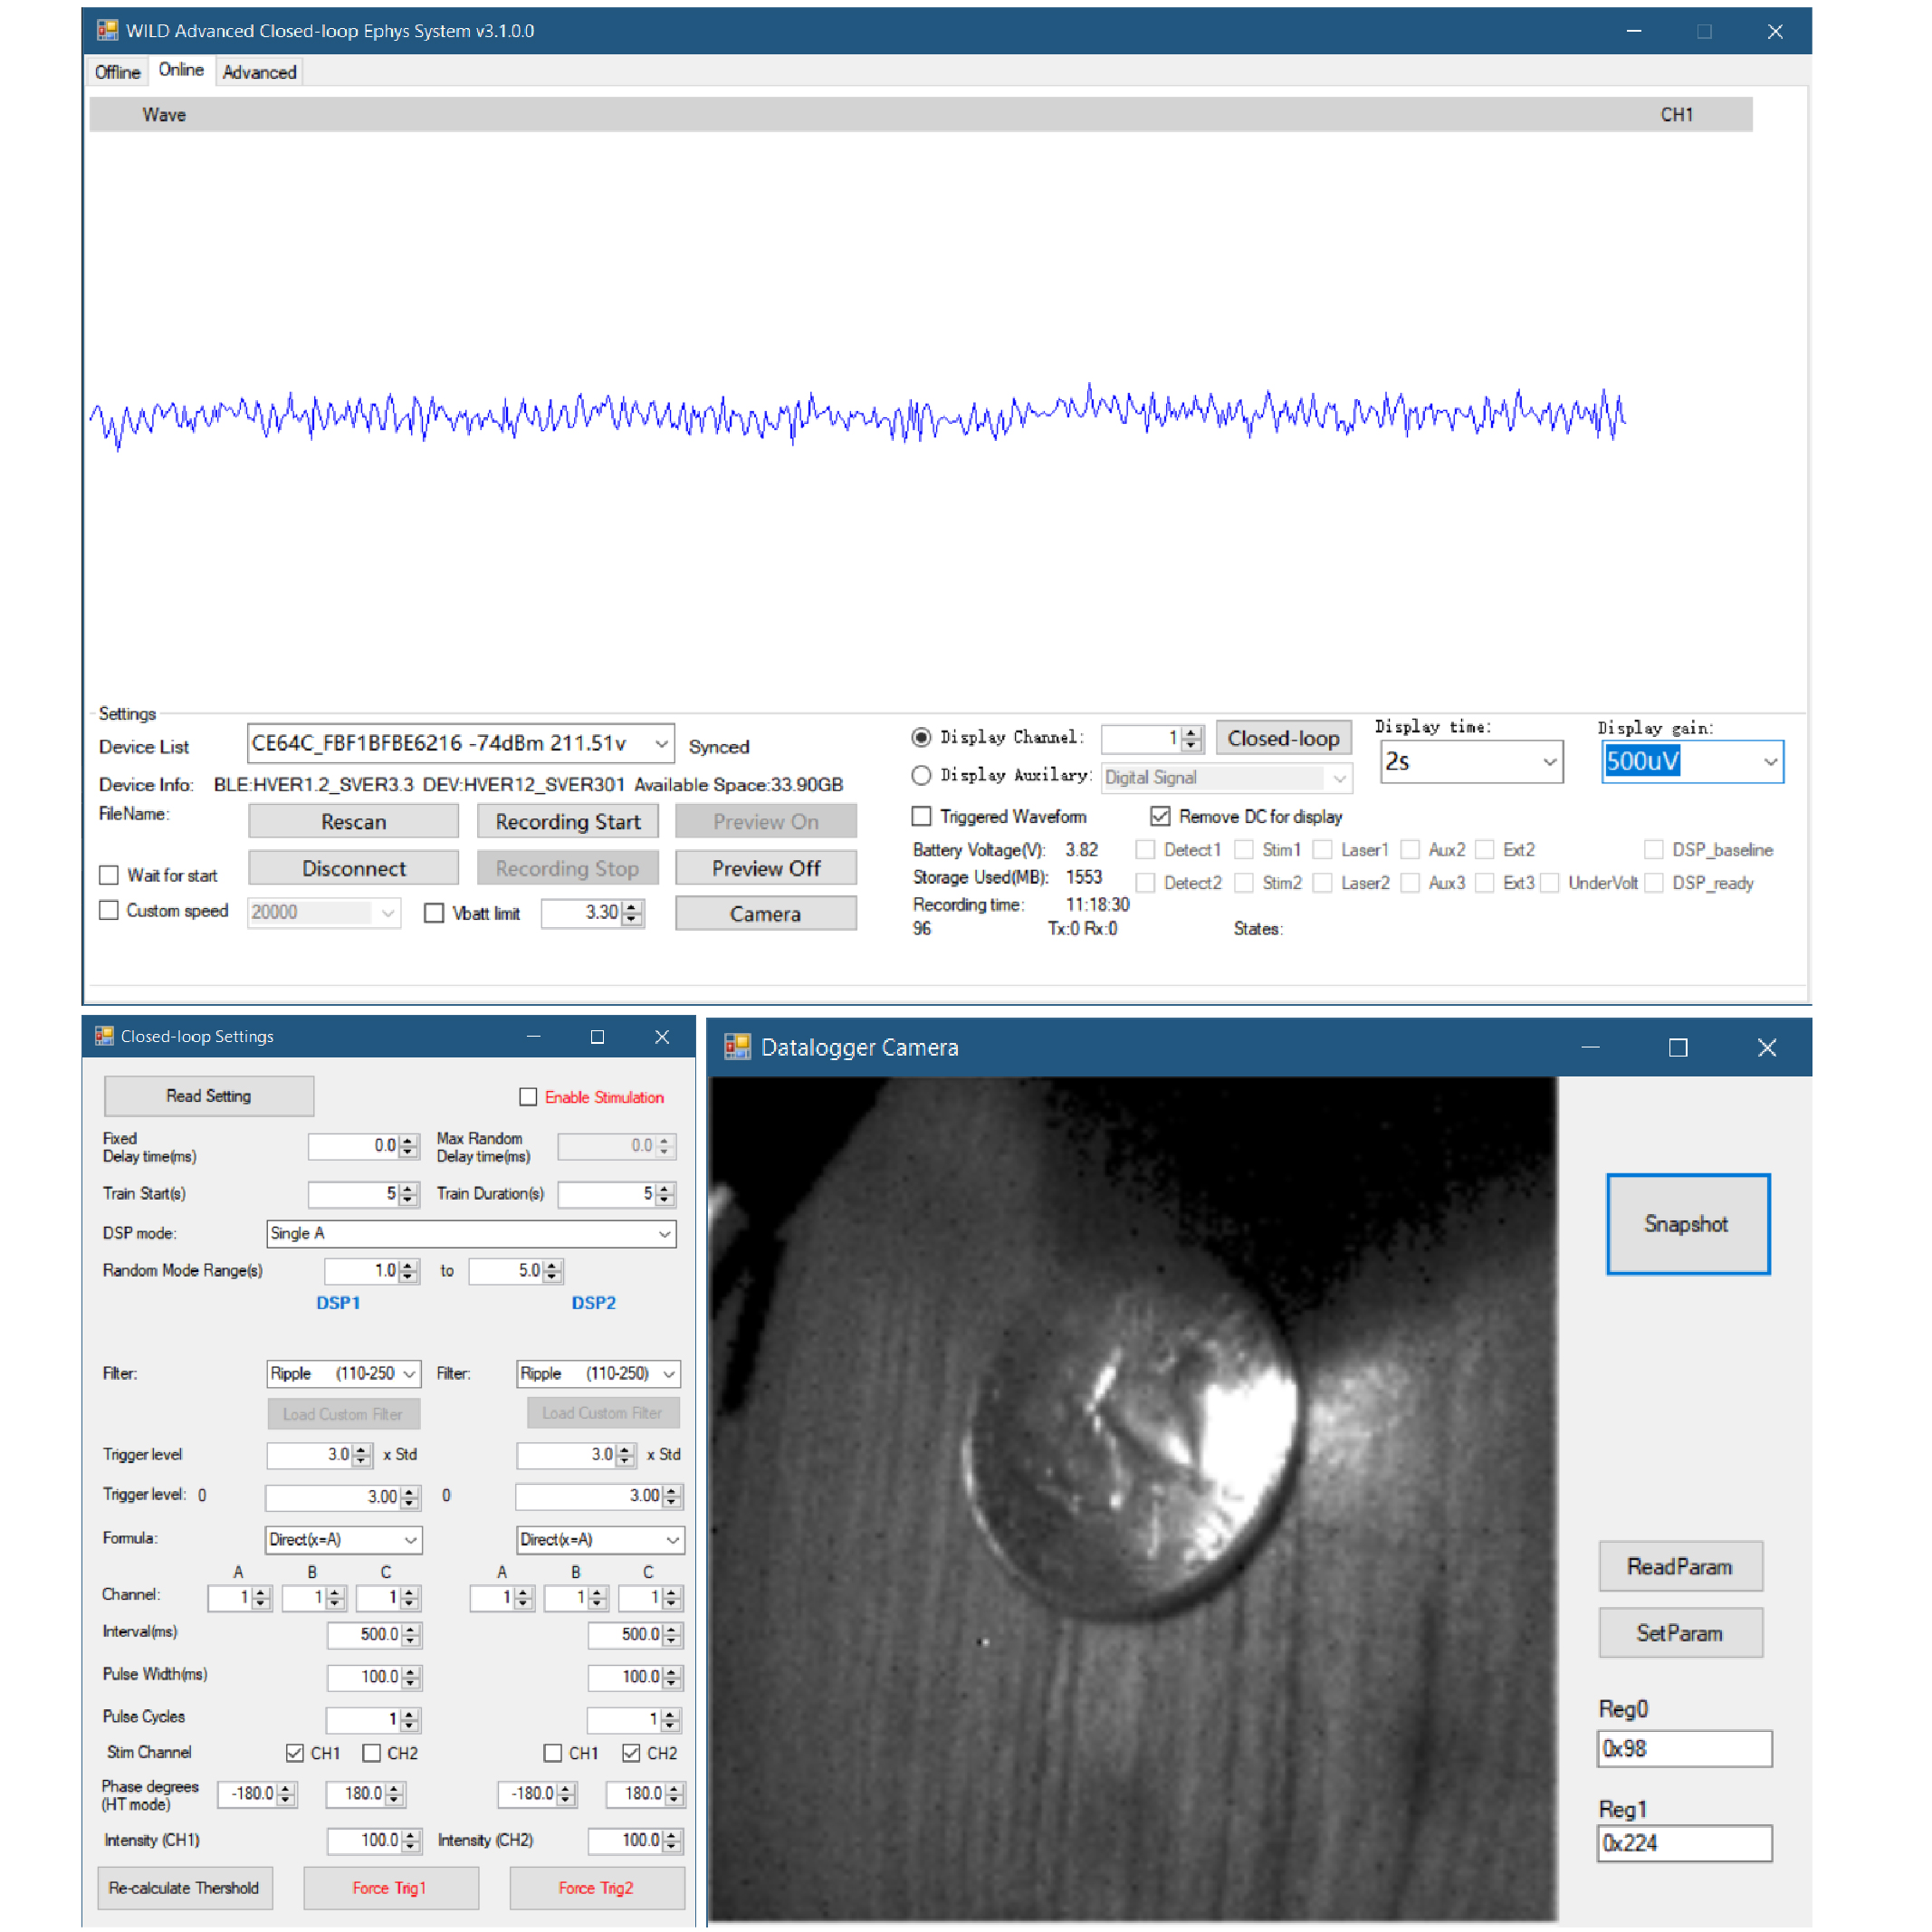 WILD Advanced Closed-loop Ephys System v3.1.0.0
Offline Online Advanced
Wave CH1
Settings
Device List CE64C_FBF1BFBE6216 -74dBm 211.51v Synced
Device Info: BLE:HVER1.2_SVER3.3 DEV:HVER12_SVER301 Available Space:33.90GB
FileName: Rescan Recording Start Preview On
Wait for start Disconnect Recording Stop Preview Off
Custom speed 20000 Vbatt limit 3.30 Camera
Display Channel: 1 Closed-loop
Display Auxilary: Digital Signal
Display time: Display gain:
2s 500uV
Triggered Waveform Remove DC for display
Battery Voltage(V): 3.82 Detect1 Stim1 Laser1 Aux2 Ext2 DSP_baseline
Storage Used(MB): 1553 Detect2 Stim2 Laser2 Aux3 Ext3 UnderVolt DSP_ready
Recording time: 11:18:30
96 Tx:0 Rx:0 States:
Closed-loop Settings
Read Setting Enable Stimulation
Fixed
Delay time(ms) 0.0 Max Random
Delay time(ms) 0.0
Train Start(s) 5 Train Duration(s) 5
DSP mode: Single A
Random Mode Range(s) 1.0 to 5.0
DSP1 DSP2
Filter: Ripple (110-250 Filter: Ripple (110-250)
Load Custom Filter Load Custom Filter
Trigger level 3.0 x Std 3.0 x Std
Trigger level: 0 3.00 0 3.00
Formula: Direct(x=A) Direct(x=A)
A B C A B C
Channel: 1 1 1 1 1 1
Interval(ms) 500.0 500.0
Pulse Width(ms) 100.0 100.0
Pulse Cycles 1 1
Stim Channel CH1 CH2 CH1 CH2
Phase degrees
(HT mode) -180.0 180.0 -180.0 180.0
Intensity (CH1) 100.0 Intensity (CH2) 100.0
Re-calculate Thershold Force Trig1 Force Trig2
Datalogger Camera
Snapshot
ReadParam
SetParam
Reg0
0x98
Reg1
0x224